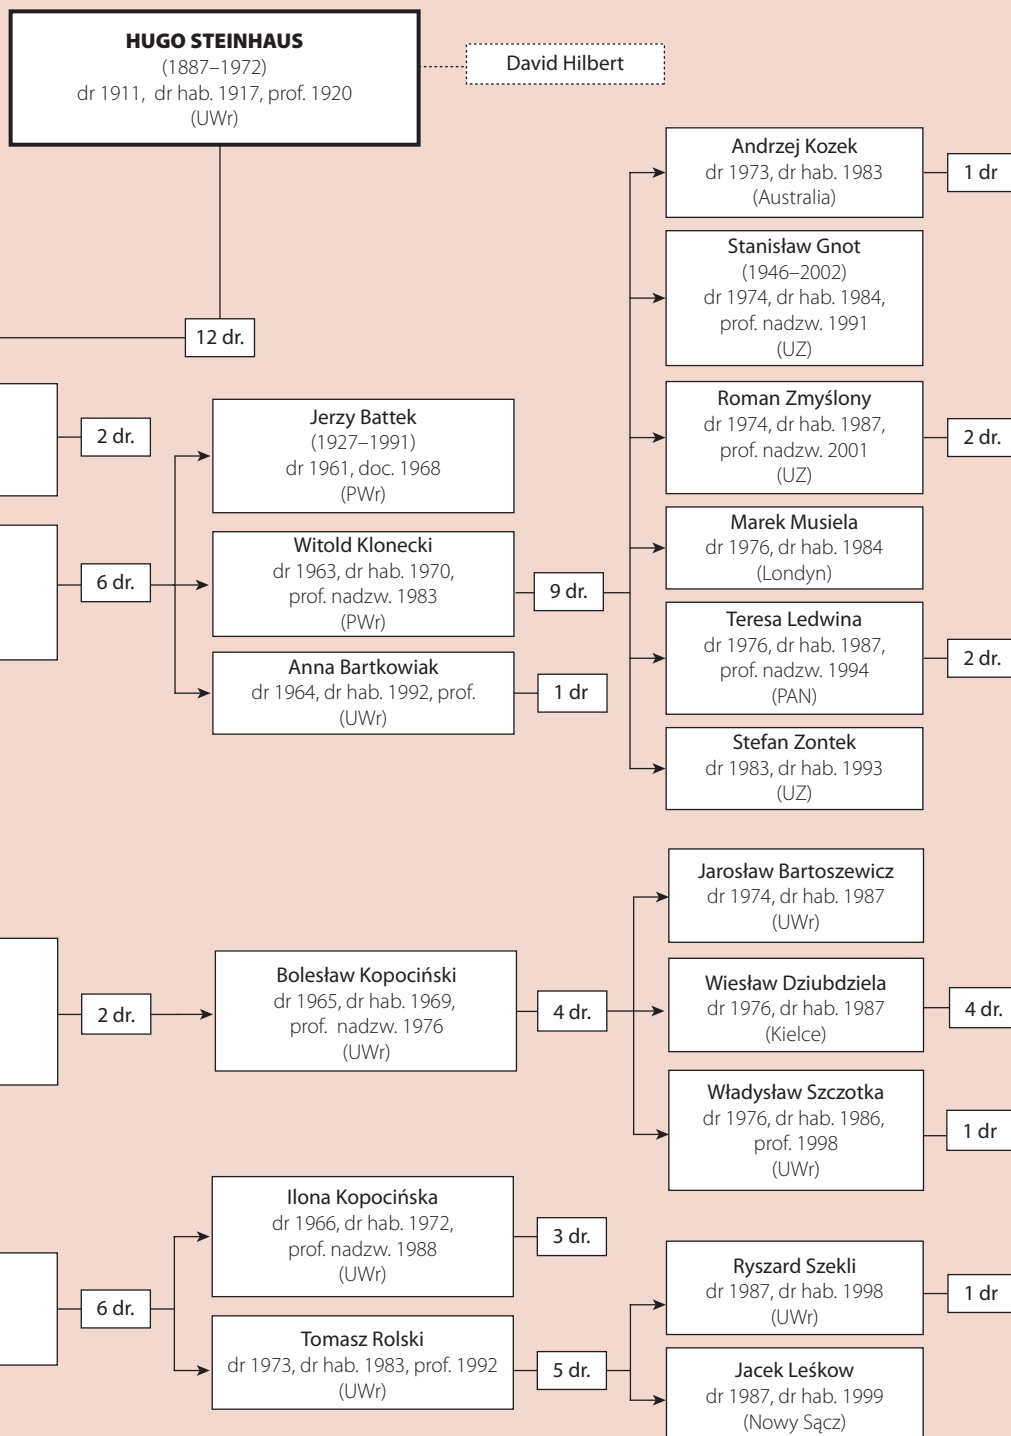 HUGO STEINHAUS
(1887–1972)
dr 1911, dr hab. 1917, prof. 1920
(UWr)
David Hilbert
12 dr.
2 dr.
6 dr.
Jerzy Battek
(1927–1991)
dr 1961, doc. 1968
(PWr)
Witold Klonecki
dr 1963, dr hab. 1970,
prof. nadzw. 1983
(PWr)
9 dr.
Anna Bartkowiak
dr 1964, dr hab. 1992, prof.
(UWr)
1 dr
Andrzej Kozek
dr 1973, dr hab. 1983
(Australia)
1 dr
Stanisław Gnot
(1946–2002)
dr 1974, dr hab. 1984,
prof. nadzw. 1991
(UZ)
Roman Zmyślony
dr 1974, dr hab. 1987,
prof. nadzw. 2001
(UZ)
2 dr.
Marek Musiela
dr 1976, dr hab. 1984
(Londyn)
Teresa Ledwina
dr 1976, dr hab. 1987,
prof. nadzw. 1994
(PAN)
2 dr.
Stefan Zontek
dr 1983, dr hab. 1993
(UZ)
2 dr.
Bolesław Kopociński
dr 1965, dr hab. 1969,
prof. nadzw. 1976
(UWr)
4 dr.
Jarosław Bartoszewicz
dr 1974, dr hab. 1987
(UWr)
Wiesław Dziubdziela
dr 1976, dr hab. 1987
(Kielce)
4 dr.
Władysław Szczotka
dr 1976, dr hab. 1986,
prof. 1998
(UWr)
1 dr
6 dr.
Ilona Kopocińska
dr 1966, dr hab. 1972,
prof. nadzw. 1988
(UWr)
3 dr.
Tomasz Rolski
dr 1973, dr hab. 1983, prof. 1992
(UWr)
5 dr.
Ryszard Szekli
dr 1987, dr hab. 1998
(UWr)
1 dr
Jacek Leśkow
dr 1987, dr hab. 1999
(Nowy Sącz)